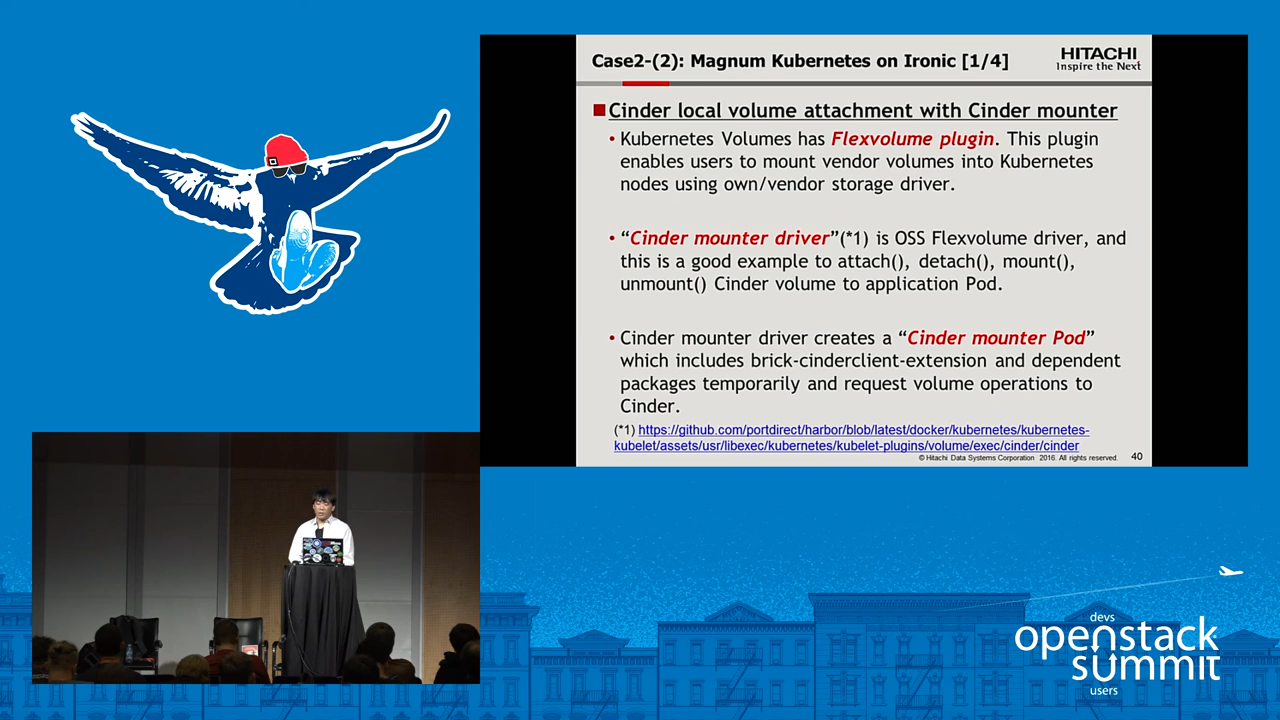 Case2-(2): Magnum Kubernetes on Ironic [1/4]
HITACHI
Inspire the Next
Cinder local volume attachment with Cinder mounter
• Kubernetes Volumes has Flexvolume plugin. This plugin
enables users to mount vendor volumes into Kubernetes
nodes using own/vendor storage driver.
• “Cinder mounter driver”(*1) is OSS Flexvolume driver, and
this is a good example to attach(), detach(), mount(),
unmount() Cinder volume to application Pod.
• Cinder mounter driver creates a “Cinder mounter Pod”
which includes brick-cinderclient-extension and dependent
packages temporarily and request volume operations to
Cinder.
(*1) https://github.com/portdirect/harbor/blob/latest/docker/kubernetes/kubernetes-
kubelet/assets/usr/libexec/kubernetes/kubelet-plugins/volume/exec/cinder/cinder
© Hitachi Data Systems Corporation 2016. All rights reserved.
40
devs
openstack
summit
users